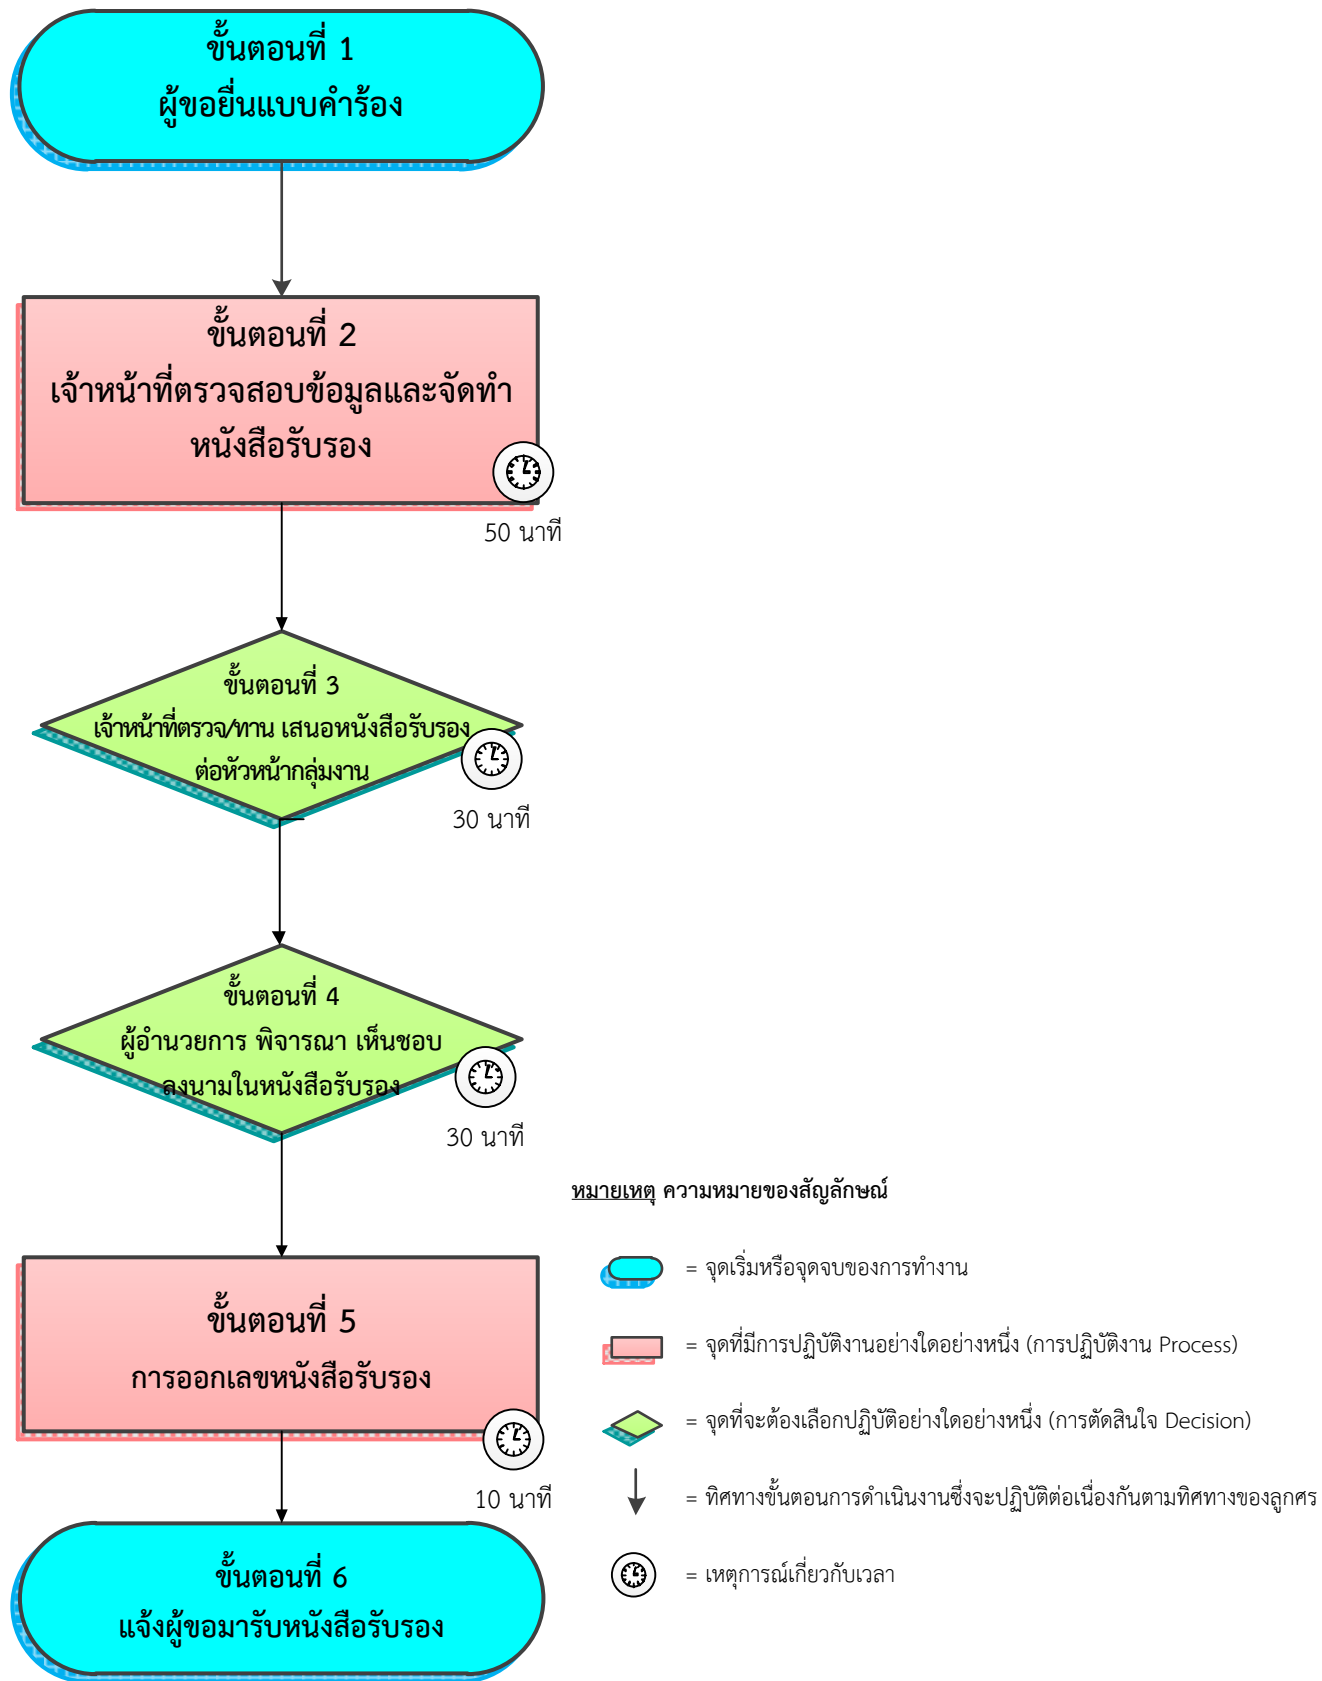 ขั้นตอนที่ 1
ผู้ขอยื่นแบบคำร้อง
ขั้นตอนที่ 2
เจ้าหน้าที่ตรวจสอบข้อมูลและจัดทำ
หนังสือรับรอง
50 นาที
ขั้นตอนที่ 3
เจ้าหน้าที่ตรวจ/ทาน เสนอหนังสือรับรอง
ต่อหัวหน้ากลุ่มงาน
30 นาที
ขั้นตอนที่ 4
ผู้อำนวยการ พิจารณา เห็นชอบ
ลงนามในหนังสือรับรอง
30 นาที
ขั้นตอนที่ 5
การออกเลขหนังสือรับรอง
10 นาที
ขั้นตอนที่ 6
แจ้งผู้ขอมารับหนังสือรับรอง
หมายเหตุ ความหมายของสัญลักษณ์
= จุดเริ่มหรือจุดจบของการทำงาน
= จุดที่มีการปฏิบัติงานอย่างใดอย่างหนึ่ง (การปฏิบัติงาน Process)
= จุดที่จะต้องเลือกปฏิบัติอย่างใดอย่างหนึ่ง (การตัดสินใจ Decision)
= ทิศทางขั้นตอนการดำเนินงานซึ่งจะปฏิบัติต่อเนื่องกันตามทิศทางของลูกศร
= เหตุการณ์เกี่ยวกับเวลา